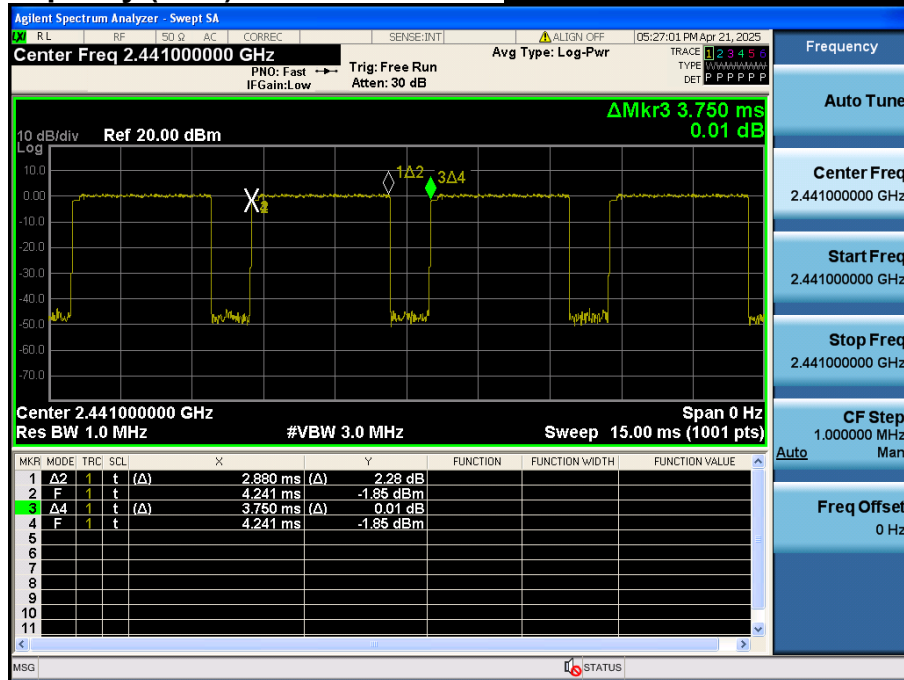 Agilent Spectrum Analyzer - Swept SA
LXI RL RF 50 Ω AC CORREC SENSE:INT ALIGN OFF 05:27:01 PM Apr 21, 2025
Center Freq 2.441000000 GHz
PNO: Fast
IFGain:Low
Trig: Free Run
Atten: 30 dB
Avg Type: Log-Pwr
TRACE 1 2 3 4 5 6
TYPE WWWWWW
DET P P P P P P
ΔMkr3 3.750 ms
0.01 dB
10 dB/div Ref 20.00 dBm
Log
10.0
0.00
-10.0
-20.0
-30.0
-40.0
-50.0
-60.0
-70.0
1Δ2
3Δ4
Center 2.441000000 GHz Span 0 Hz
Res BW 1.0 MHz #VBW 3.0 MHz Sweep 15.00 ms (1001 pts)
MKR MODE TRC SCL X Y FUNCTION FUNCTION WIDTH FUNCTION VALUE
1 Δ2 1 t (Δ) 2.880 ms (Δ) 2.28 dB
2 F 1 t 4.241 ms -1.85 dBm
3 Δ4 1 t (Δ) 3.750 ms (Δ) 0.01 dB
4 F 1 t 4.241 ms -1.85 dBm
5
6
7
8
9
10
11
MSG STATUS
Frequency
Auto Tune
Center Freq
2.441000000 GHz
Start Freq
2.441000000 GHz
Stop Freq
2.441000000 GHz
CF Step
1.000000 MHz
Auto Man
Freq Offset
0 Hz